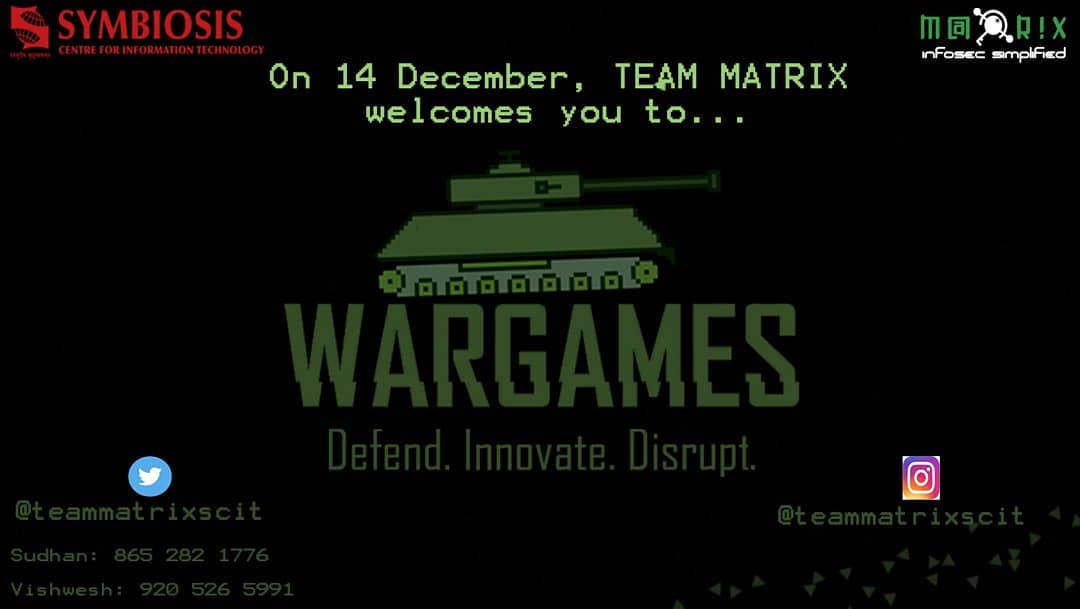 SYMBIOSIS
CENTRE FOR INFORMATION TECHNOLOGY
M@TR!X
infosec simplified
On 14 December, TEAM MATRIX
welcomes you to...
WARGAMES
Defend. Innovate. Disrupt.
@teammatrixscit
@teammatrixscit
Sudhan: 865 282 1776
Vishwesh: 920 526 5991